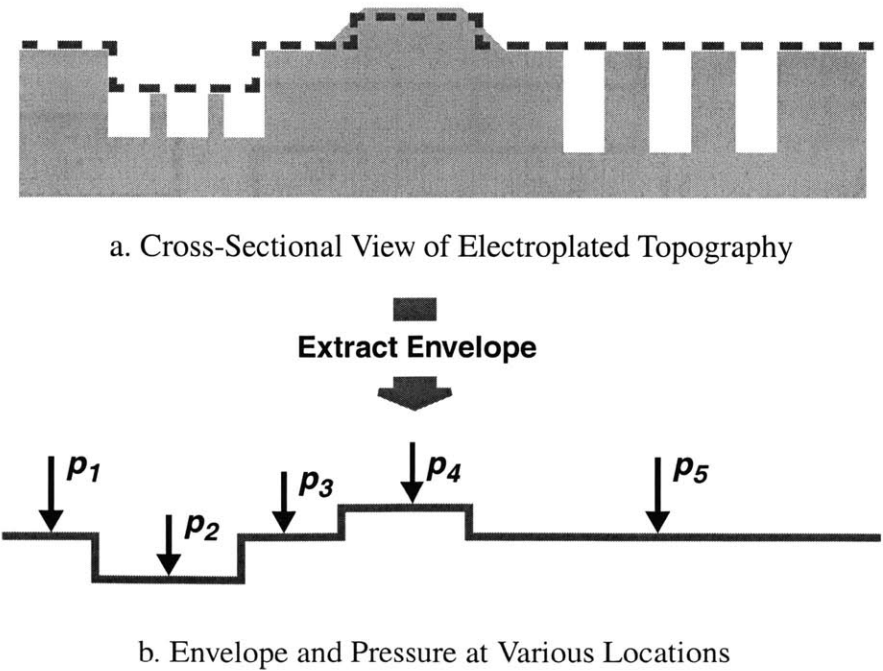 a. Cross-Sectional View of Electroplated Topography
Extract Envelope
p1
p2
p3
p4
p5
b. Envelope and Pressure at Various Locations